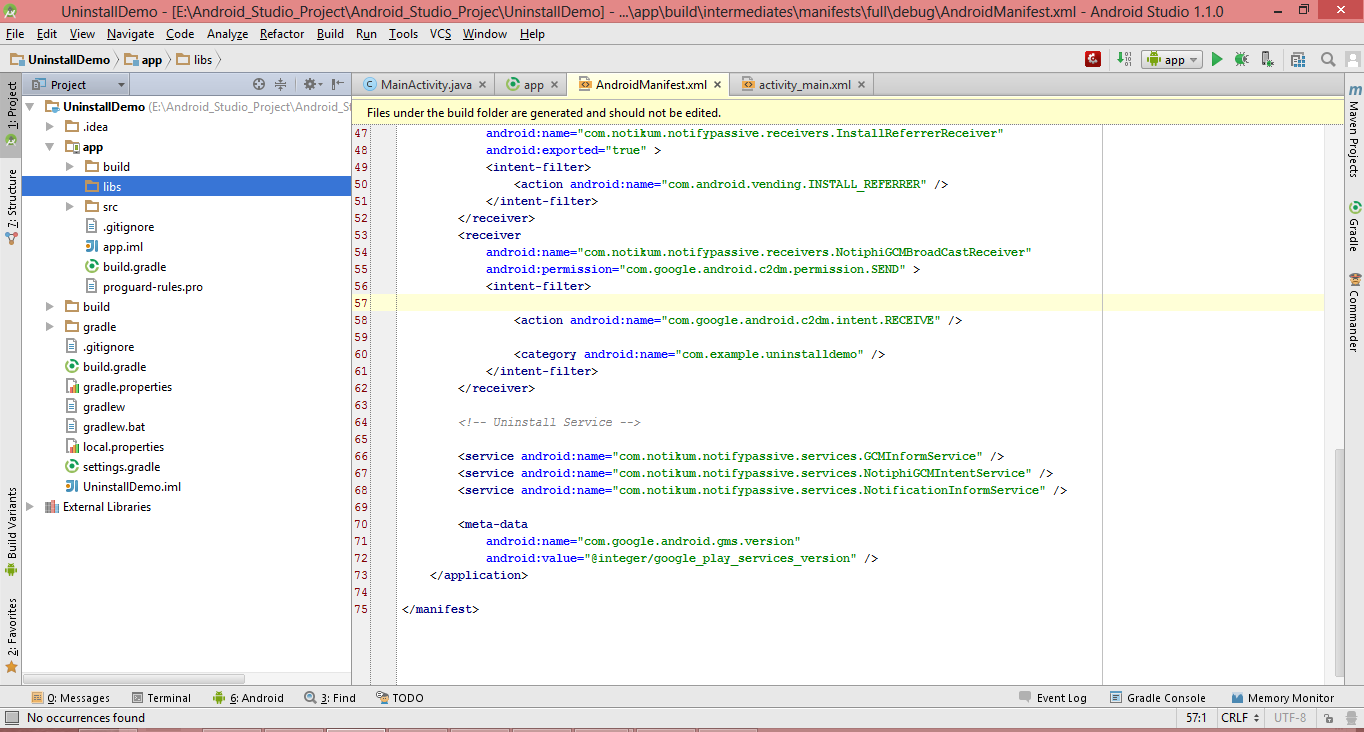 UninstallDemo - [E:\Android_Studio_Project\Android_Studio_Projec\UninstallDemo] - ...\app\build\intermediates\manifests\full\debug\AndroidManifest.xml - Android Studio 1.1.0
File Edit View Navigate Code Analyze Refactor Build Run Tools VCS Window Help
UninstallDemo app libs
app
Project
MainActivity.java app AndroidManifest.xml activity_main.xml
Files under the build folder are generated and should not be edited.
1: Project
7: Structure
Build Variants
2: Favorites
UninstallDemo (E:\Android_Studio_Project\Android_St
.idea
app
build
libs
src
.gitignore
app.iml
build.gradle
proguard-rules.pro
build
gradle
.gitignore
build.gradle
gradle.properties
gradlew
gradlew.bat
local.properties
settings.gradle
UninstallDemo.iml
External Libraries
47 android:name="com.notikum.notifypassive.receivers.InstallReferrerReceiver"
48 android:exported="true" >
49 <intent-filter>
50 <action android:name="com.android.vending.INSTALL_REFERRER" />
51 </intent-filter>
52 </receiver>
53 <receiver
54 android:name="com.notikum.notifypassive.receivers.NotiphiGCMBroadCastReceiver"
55 android:permission="com.google.android.c2dm.permission.SEND" >
56 <intent-filter>
57
58 <action android:name="com.google.android.c2dm.intent.RECEIVE" />
59
60 <category android:name="com.example.uninstalldemo" />
61 </intent-filter>
62 </receiver>
63
64 <!-- Uninstall Service -->
65
66 <service android:name="com.notikum.notifypassive.services.GCMInformService" />
67 <service android:name="com.notikum.notifypassive.services.NotiphiGCMIntentService" />
68 <service android:name="com.notikum.notifypassive.services.NotificationInformService" />
69
70 <meta-data
71 android:name="com.google.android.gms.version"
72 android:value="@integer/google_play_services_version" />
73 </application>
74
75 </manifest>
m Maven Projects
Gradle
Commander
0: Messages Terminal 6: Android 3: Find TODO Event Log Gradle Console Memory Monitor
No occurrences found 57:1 CRLF UTF-8